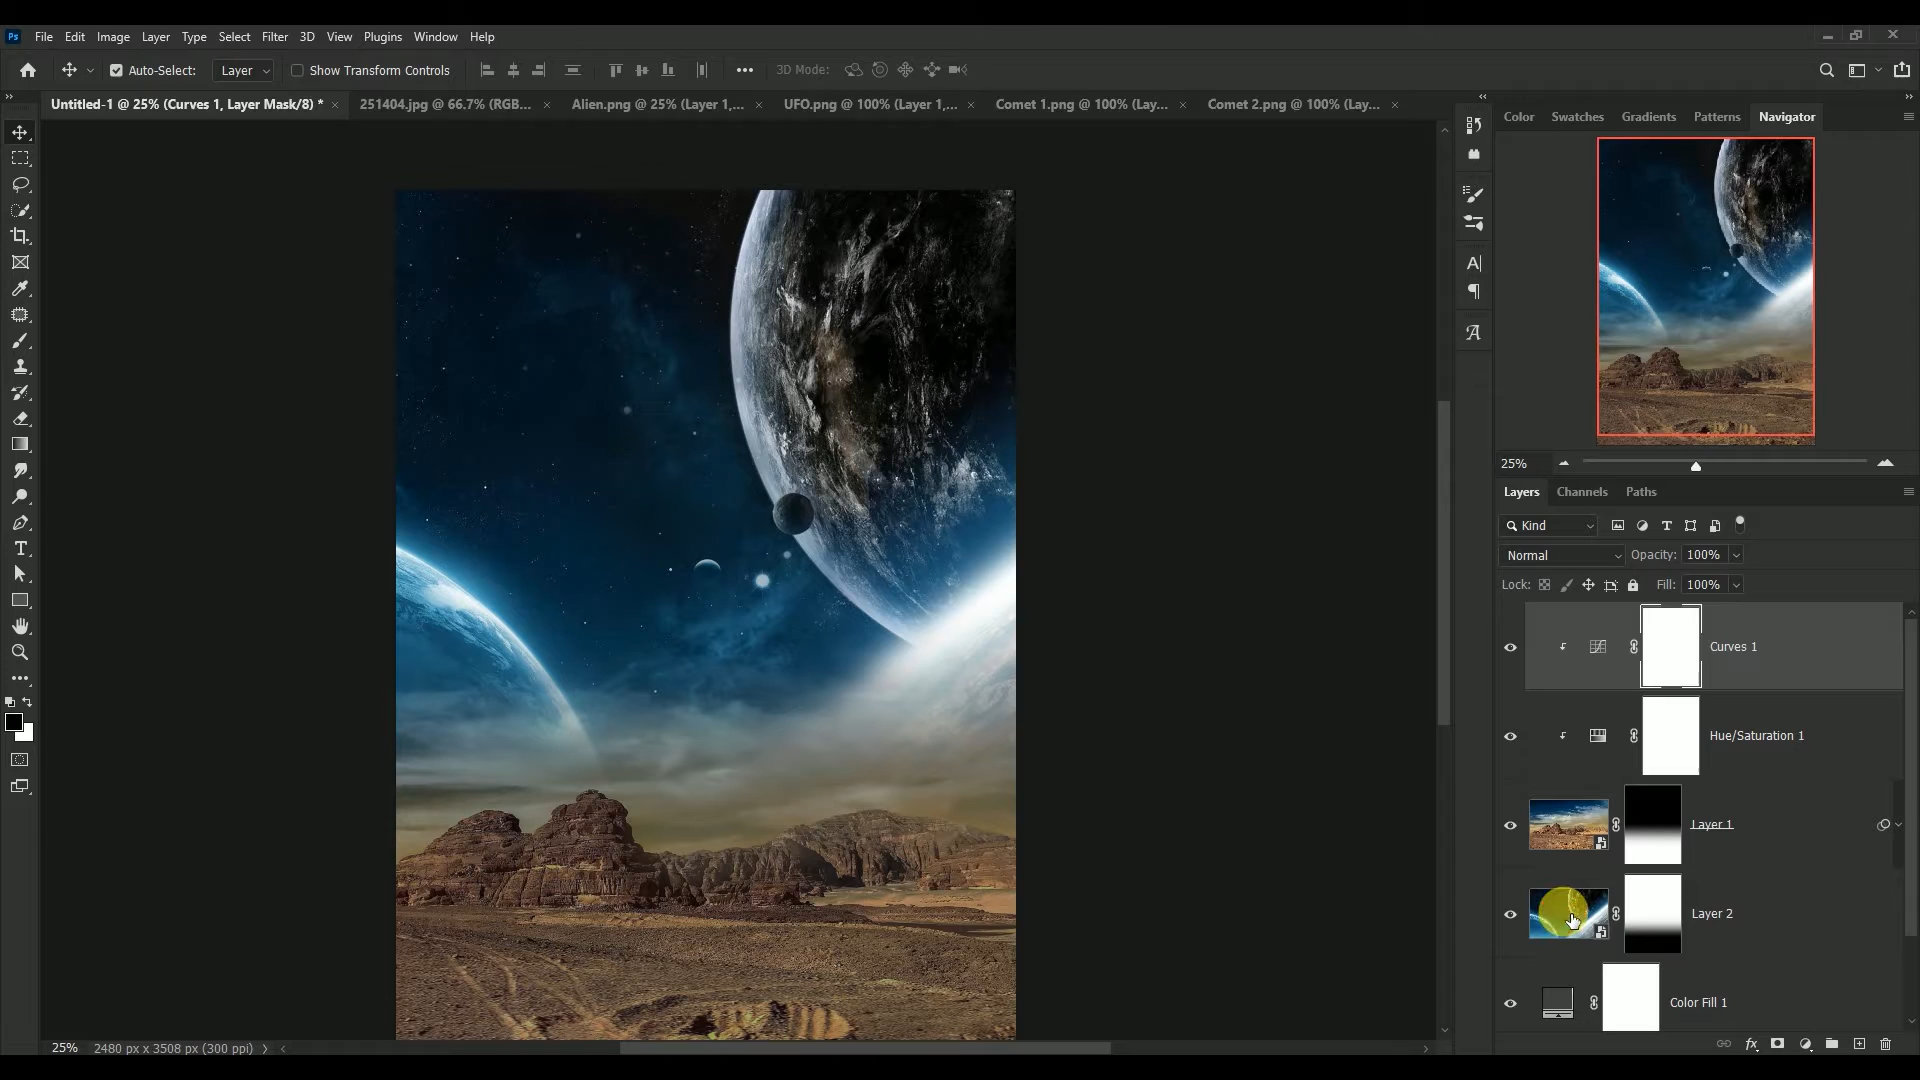 Ps File Edit Image Layer Type Select Filter 3D View Plugins Window Help
Auto-Select: Layer Show Transform Controls ••• 3D Mode:
Untitled-1 @ 25% (Curves 1, Layer Mask/8) * × 251404.jpg @ 66.7% (RGB... × Alien.png @ 25% (Layer 1,... × UFO.png @ 100% (Layer 1,... × Comet 1.png @ 100% (Lay... × Comet 2.png @ 100% (Lay... ×
Color Swatches Gradients Patterns Navigator
25%
Layers Channels Paths
Kind
Normal Opacity: 100%
Lock: Fill: 100%
Curves 1
Hue/Saturation 1
Layer 1
Layer 2
Color Fill 1
25% 2480 px x 3508 px (300 ppi)
fx